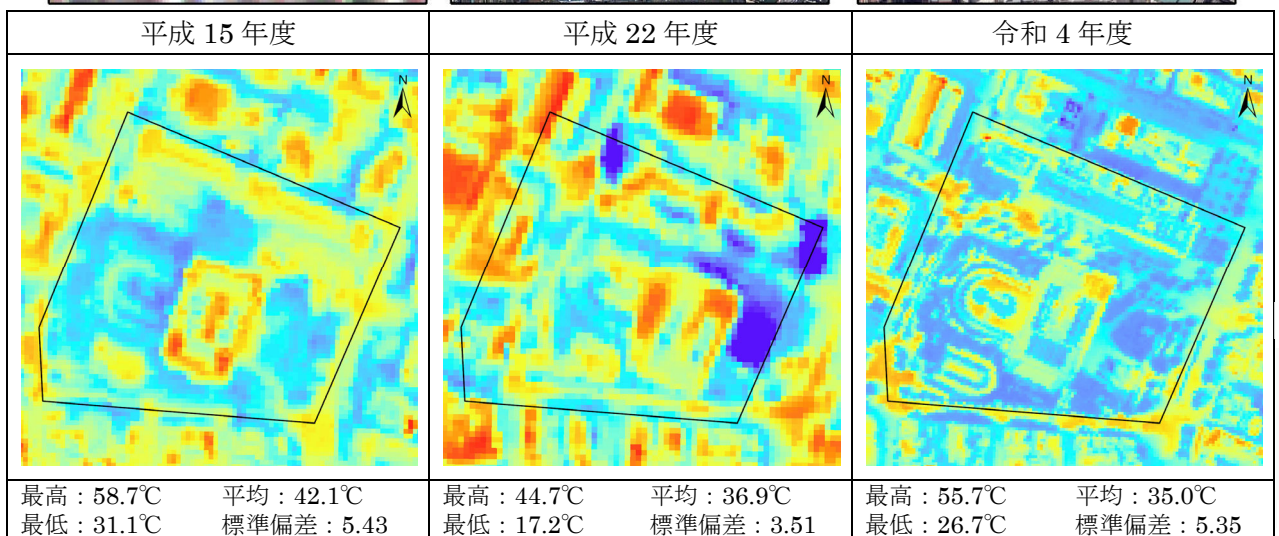 平成 15 年度
平成 22 年度
令和 4 年度
N
N
N
最高：58.7℃ 平均：42.1℃
最低：31.1℃ 標準偏差：5.43
最高：44.7℃ 平均：36.9℃
最低：17.2℃ 標準偏差：3.51
最高：55.7℃ 平均：35.0℃
最低：26.7℃ 標準偏差：5.35